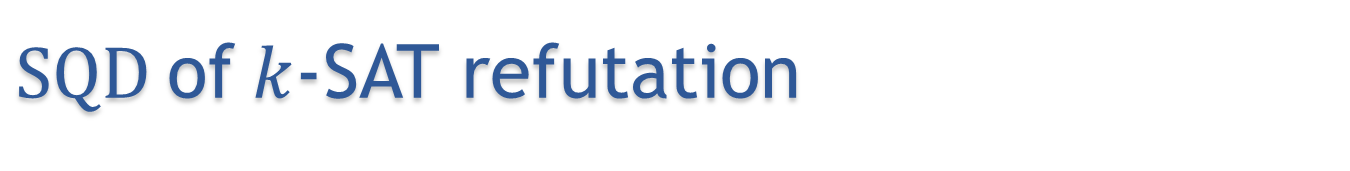 SQD of k-SAT refutation